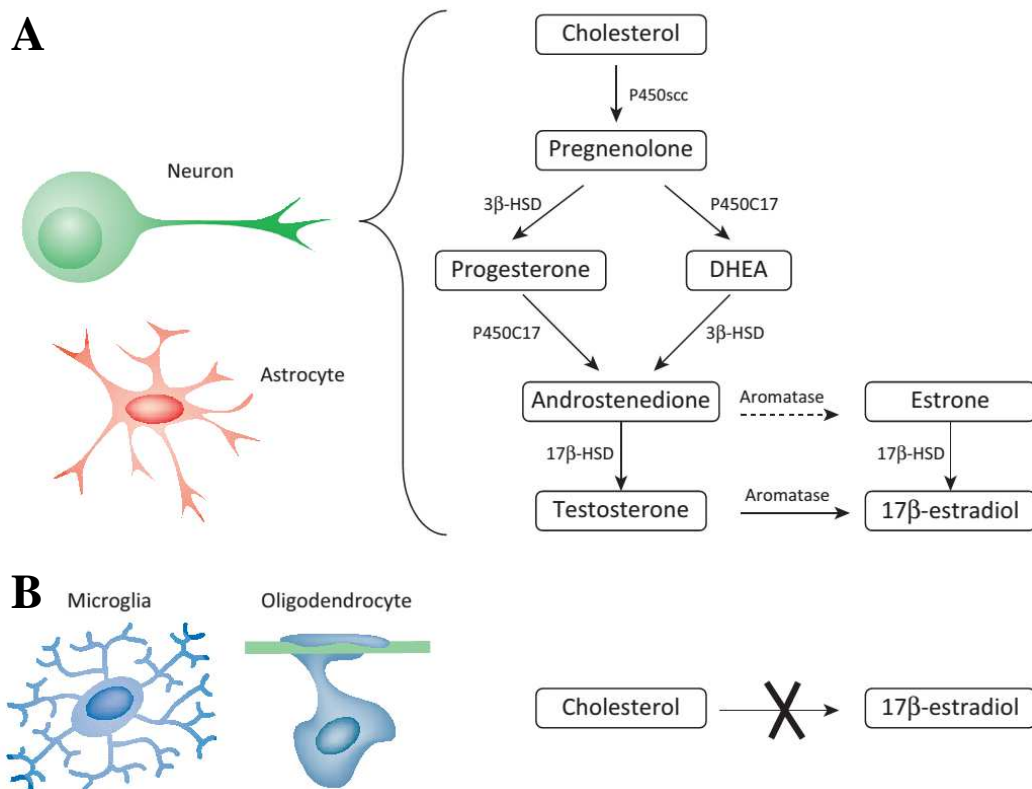 A
Cholesterol
P450scc
Pregnenolone
Neuron
3β-HSD
P450C17
Progesterone
DHEA
P450C17
3β-HSD
Astrocyte
Androstenedione
Aromatase
Estrone
17β-HSD
17β-HSD
Testosterone
Aromatase
17β-estradiol
B
Microglia
Oligodendrocyte
Cholesterol
17β-estradiol